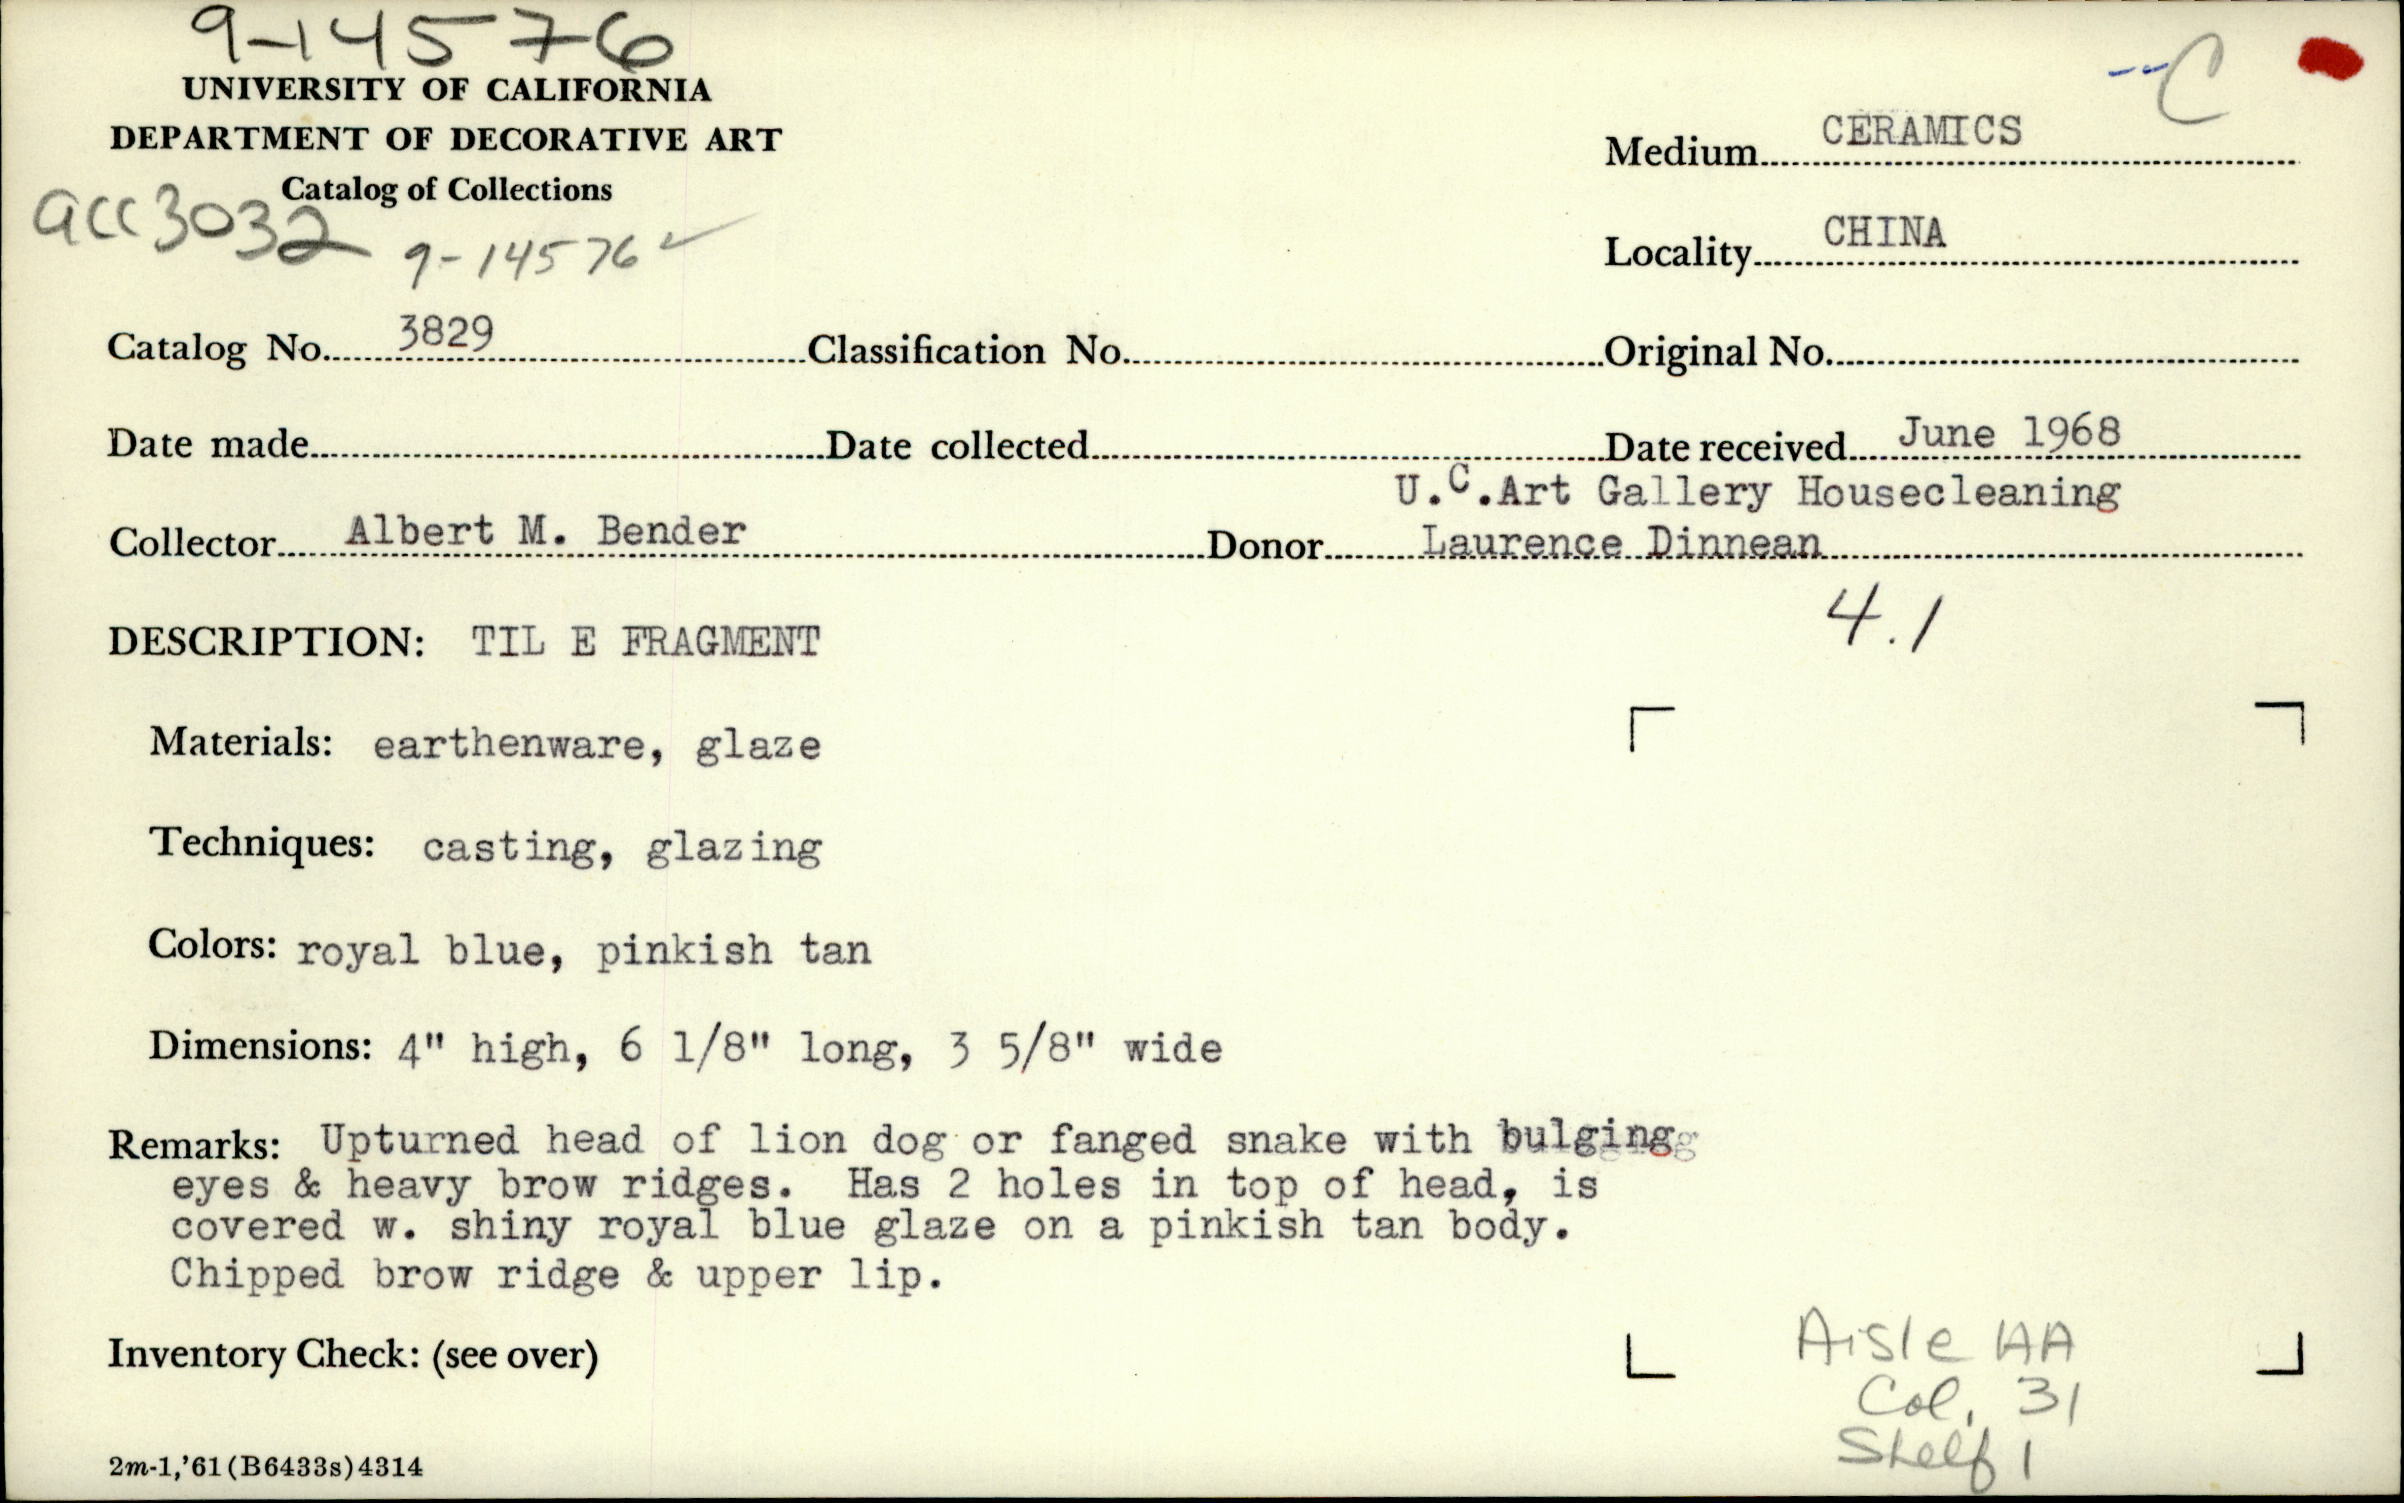 9-14576
UNIVERSITY OF CALIFORNIA
DEPARTMENT OF DECORATIVE ART
Catalog of Collections
acc 3032
9-14576 ✓
--C
Medium CERAMICS
Locality CHINA
Catalog No. 3829 Classification No. Original No.
Date made Date collected Date received June 1968
U.C.Art Gallery Housecleaning
Collector Albert M. Bender Donor Laurence Dinnean
4.1
DESCRIPTION: TIL E FRAGMENT
Materials: earthenware, glaze
Techniques: casting, glazing
Colors: royal blue, pinkish tan
Dimensions: 4" high, 6 1/8" long, 3 5/8" wide
Remarks: Upturned head of lion dog or fanged snake with bulgingg
eyes & heavy brow ridges. Has 2 holes in top of head, is
covered w. shiny royal blue glaze on a pinkish tan body.
Chipped brow ridge & upper lip.
Inventory Check: (see over)
Aisle AA
Col. 31
Shelf 1
2m-1,'61(B6433s)4314